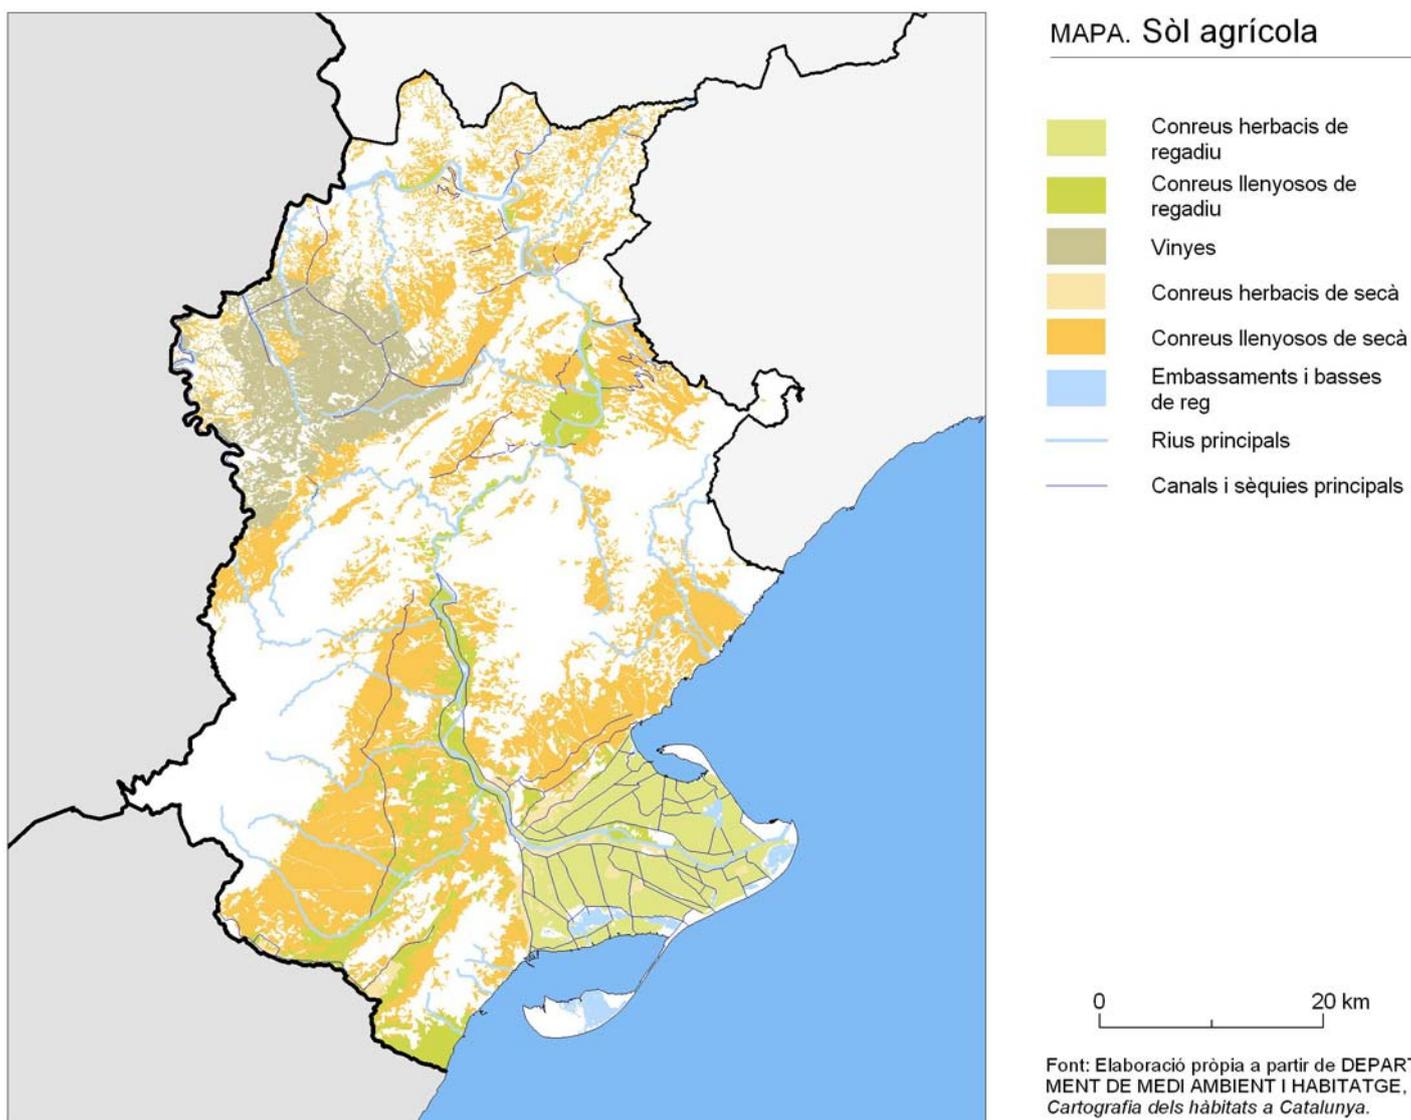 MAPA. Sòl agrícola
Conreus herbacis de
regadiu
Conreus llenyosos de
regadiu
Vinyes
Conreus herbacis de secà
Conreus llenyosos de secà
Embassaments i basses
de reg
Rius principals
Canals i sèquies principals
0 20 km
Font: Elaboració pròpia a partir de DEPART
MENT DE MEDI AMBIENT I HABITATGE,
Cartografia dels hàbitats a Catalunya.